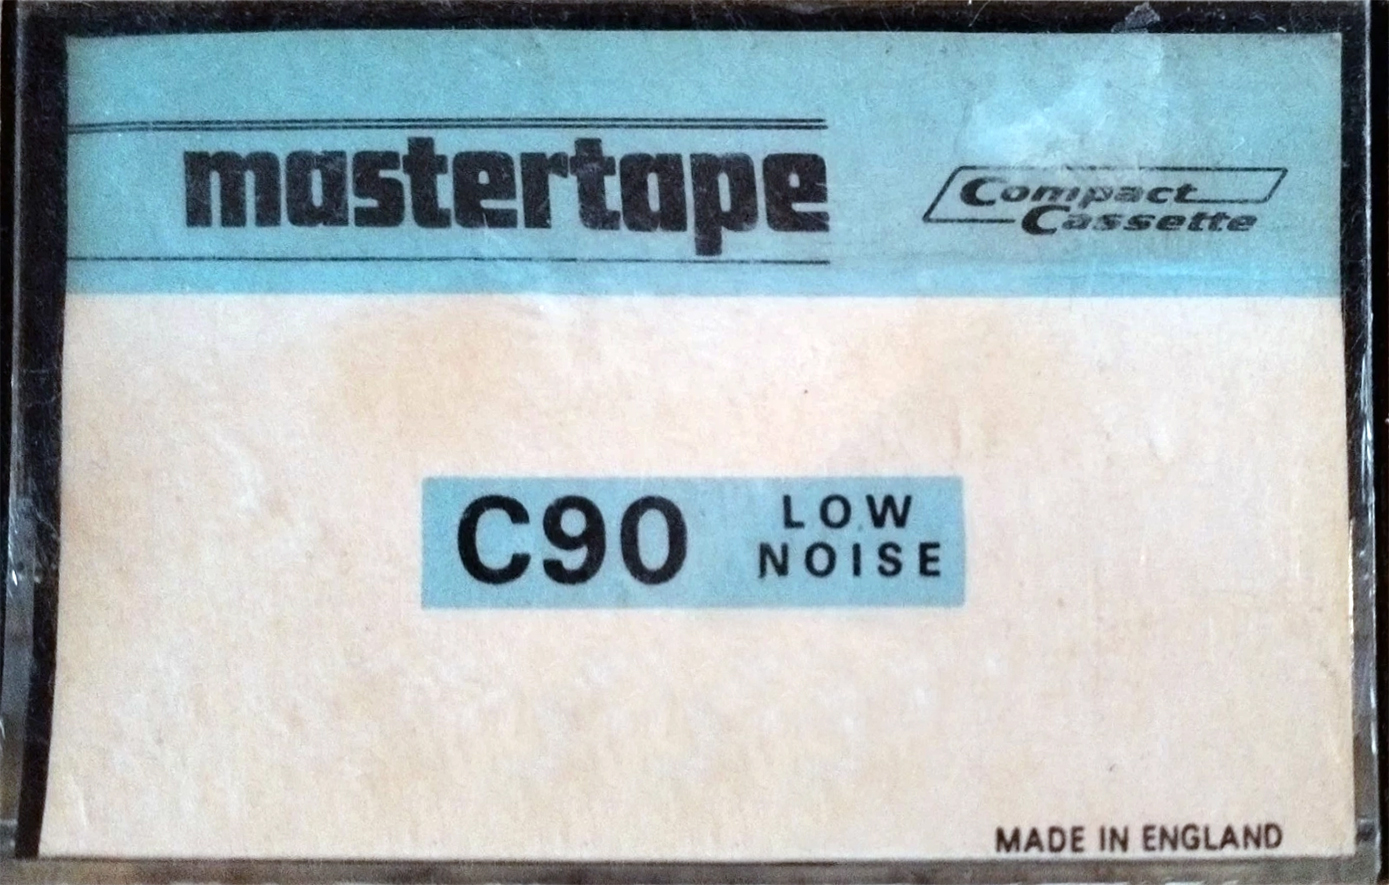 mastertape
Compact
Cassette
C90
LOW
NOISE
MADE IN ENGLAND